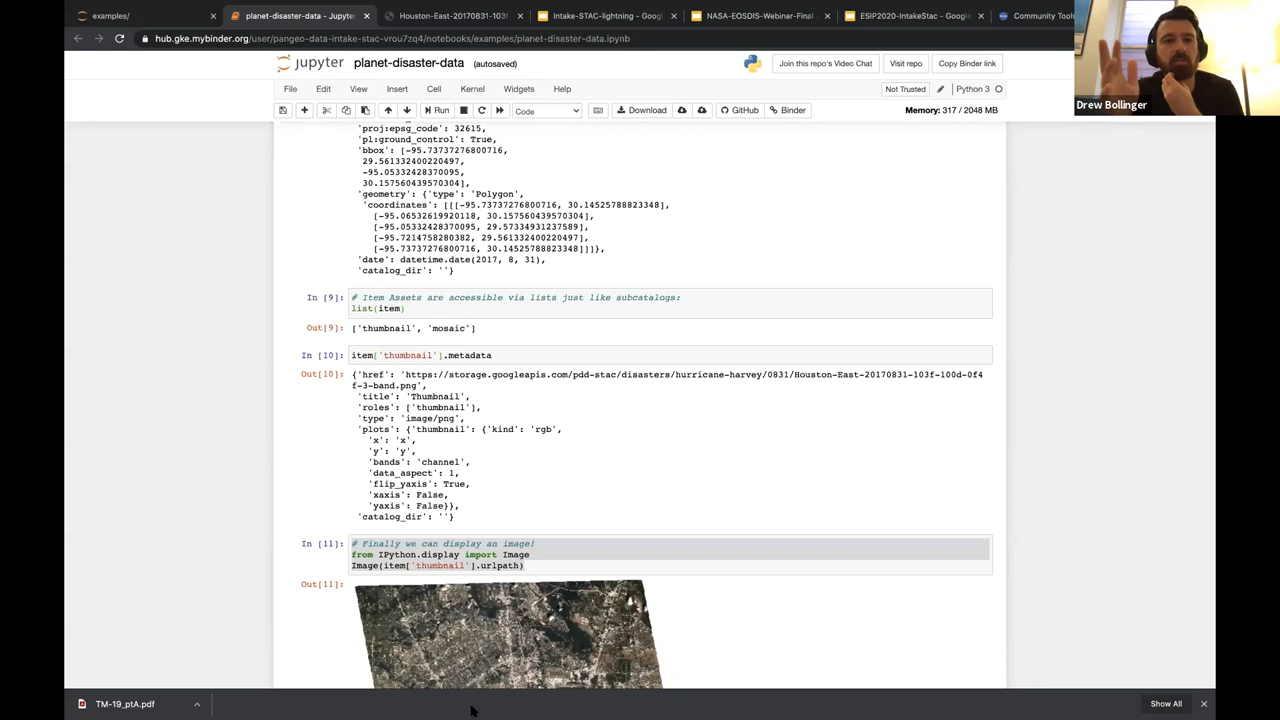 examples/
planet-disaster-data - Jupyter
Houston-East-20170831-103f
Intake-STAC-lightning - Goog
NASA-EOSDIS-Webinar-Final
ESIP2020-IntakeStac - Google
Community Tool
hub.gke.mybinder.org/user/pangeo-data-intake-stac-vrou7zq4/notebooks/examples/planet-disaster-data.ipynb
jupyter planet-disaster-data (autosaved)
Join this repo's Video Chat
Visit repo
Copy Binder link
File Edit View Insert Cell Kernel Widgets Help
Not Trusted
Python 3
Run
Code
Download
GitHub
Binder
Memory: 317 / 2048 MB
Drew Bollinger
'proj:epsg_code': 32615,
'pl:ground_control': True,
'bbox': [-95.73737276800716,
29.561332400220497,
-95.05332428370095,
30.157560439570304],
'geometry': {'type': 'Polygon',
'coordinates': [[[-95.73737276800716, 30.14525788823348],
[-95.06532619920118, 30.157560439570304],
[-95.05332428370095, 29.57334931237589],
[-95.7214758280382, 29.561332400220497],
[-95.73737276800716, 30.14525788823348]]]},
'date': datetime.date(2017, 8, 31),
'catalog_dir': ''}
In [9]: # Item Assets are accessible via lists just like subcatalogs:
list(item)
Out[9]: ['thumbnail', 'mosaic']
In [10]: item['thumbnail'].metadata
Out[10]: {'href': 'https://storage.googleapis.com/pdd-stac/disasters/hurricane-harvey/0831/Houston-East-20170831-103f-100d-0f4
f-3-band.png',
'title': 'Thumbnail',
'roles': ['thumbnail'],
'type': 'image/png',
'plots': {'thumbnail': {'kind': 'rgb',
'x': 'x',
'y': 'y',
'bands': 'channel',
'data_aspect': 1,
'flip_yaxis': True,
'xaxis': False,
'yaxis': False}},
'catalog_dir': ''}
In [11]: # Finally we can display an image!
from IPython.display import Image
Image(item['thumbnail'].urlpath)
Out[11]:
TM-19_ptA.pdf
Show All